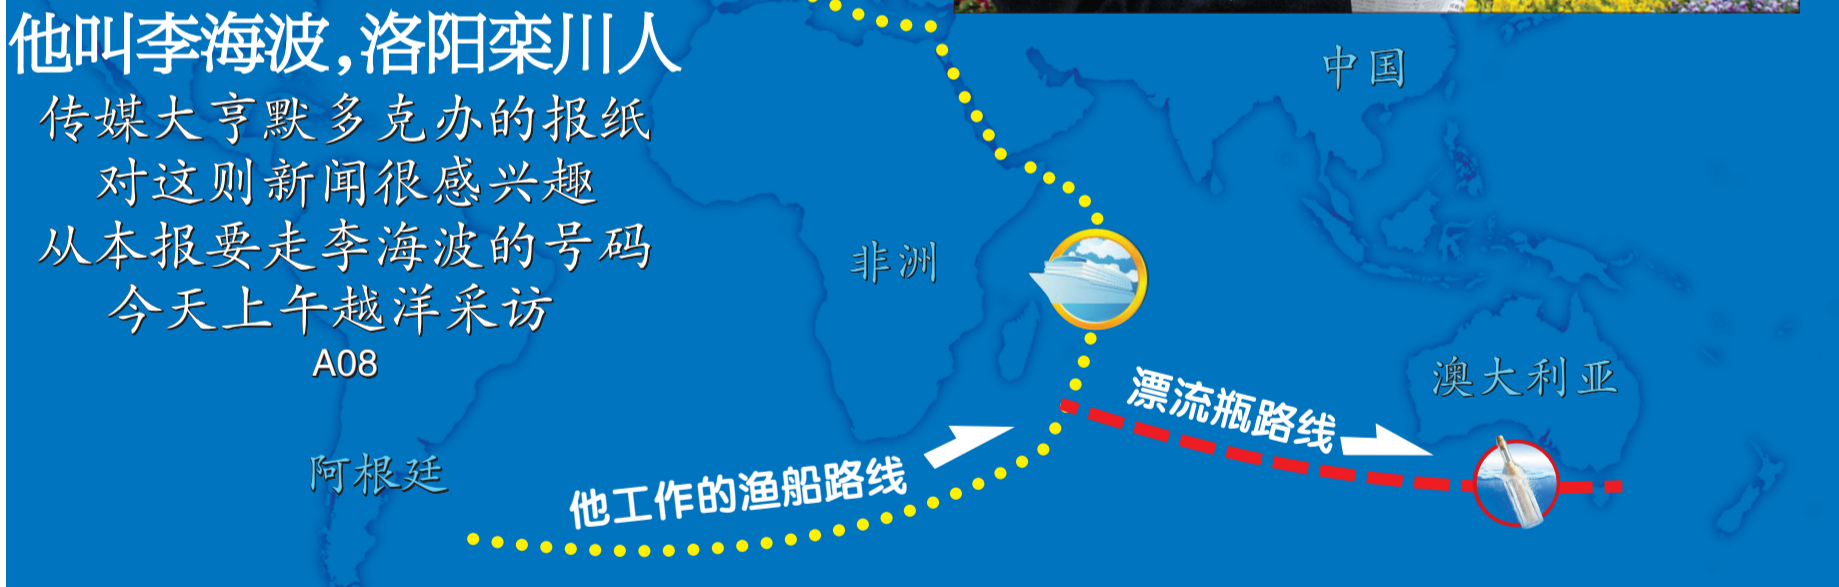 他叫李海波，洛阳栾川人
传媒大亨默多克办的报纸
对这则新闻很感兴趣
从本报要走李海波的号码
今天上午越洋采访
A08
中国
非洲
澳大利亚
漂流瓶路线
阿根廷
他工作的渔船路线